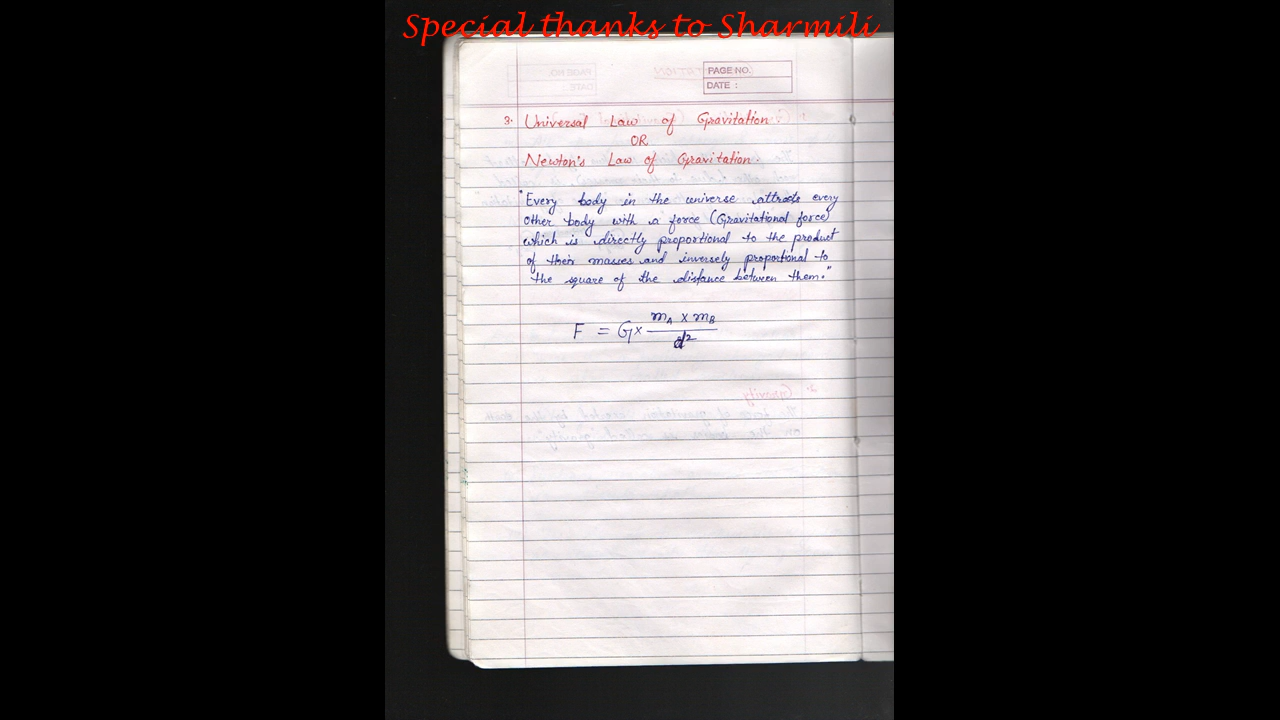 Special thanks to Sharmili
PAGE NO.
DATE :
3. Universal Law of Gravitation
OR
Newton's Law of Gravitation.
"Every body in the universe attracts every
other body with a force (Gravitational force)
which is directly proportional to the product
of their masses and inversely proportional to
the square of the distance between them."
F = G × (m_A × m_B) / d²